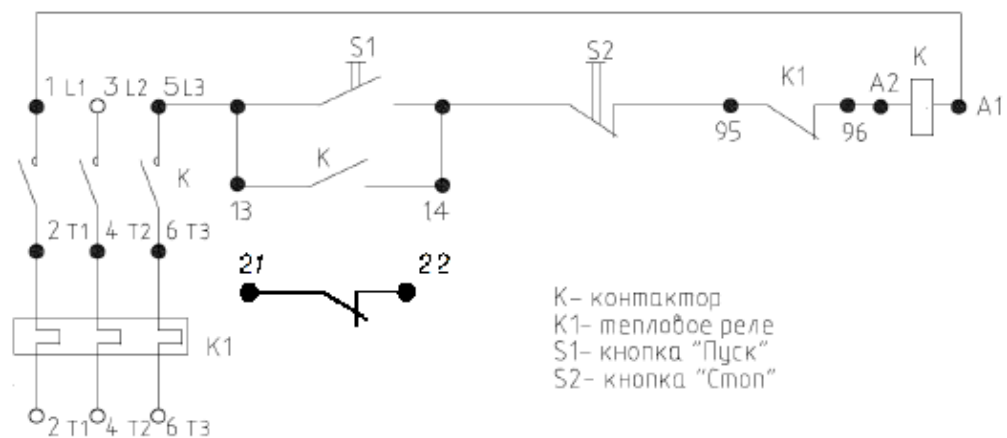 S1
S2
K
1 L1 3 L2 5 L3
K1
A2
A1
95
96
K
K
13
14
2 T1 4 T2 6 T3
21
22
К- контактор
К1- тепловое реле
S1- кнопка "Пуск"
S2- кнопка "Стоп"
K1
2 T1 4 T2 6 T3